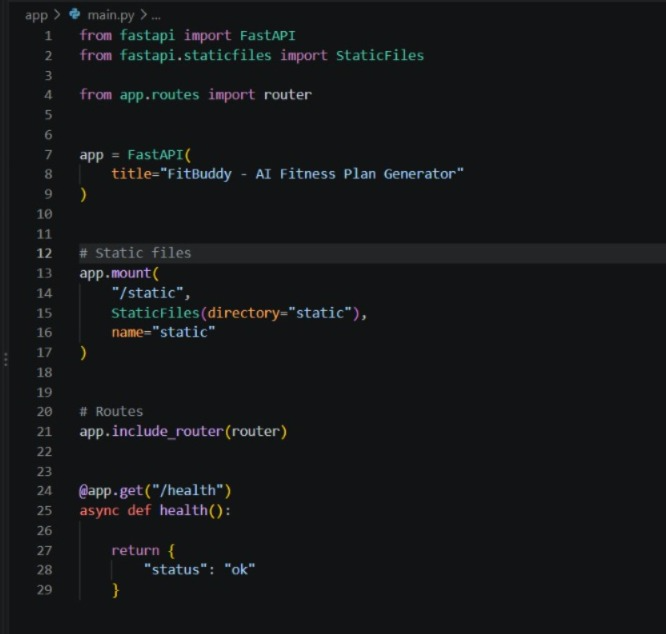 app > main.py > ...
1 from fastapi import FastAPI
2 from fastapi.staticfiles import StaticFiles
3
4 from app.routes import router
5
6
7 app = FastAPI(
8     title="FitBuddy - AI Fitness Plan Generator"
9 )
10
11
12 # Static files
13 app.mount(
14     "/static",
15     StaticFiles(directory="static"),
16     name="static"
17 )
18
19
20 # Routes
21 app.include_router(router)
22
23
24 @app.get("/health")
25 async def health():
26
27     return {
28         "status": "ok"
29     }